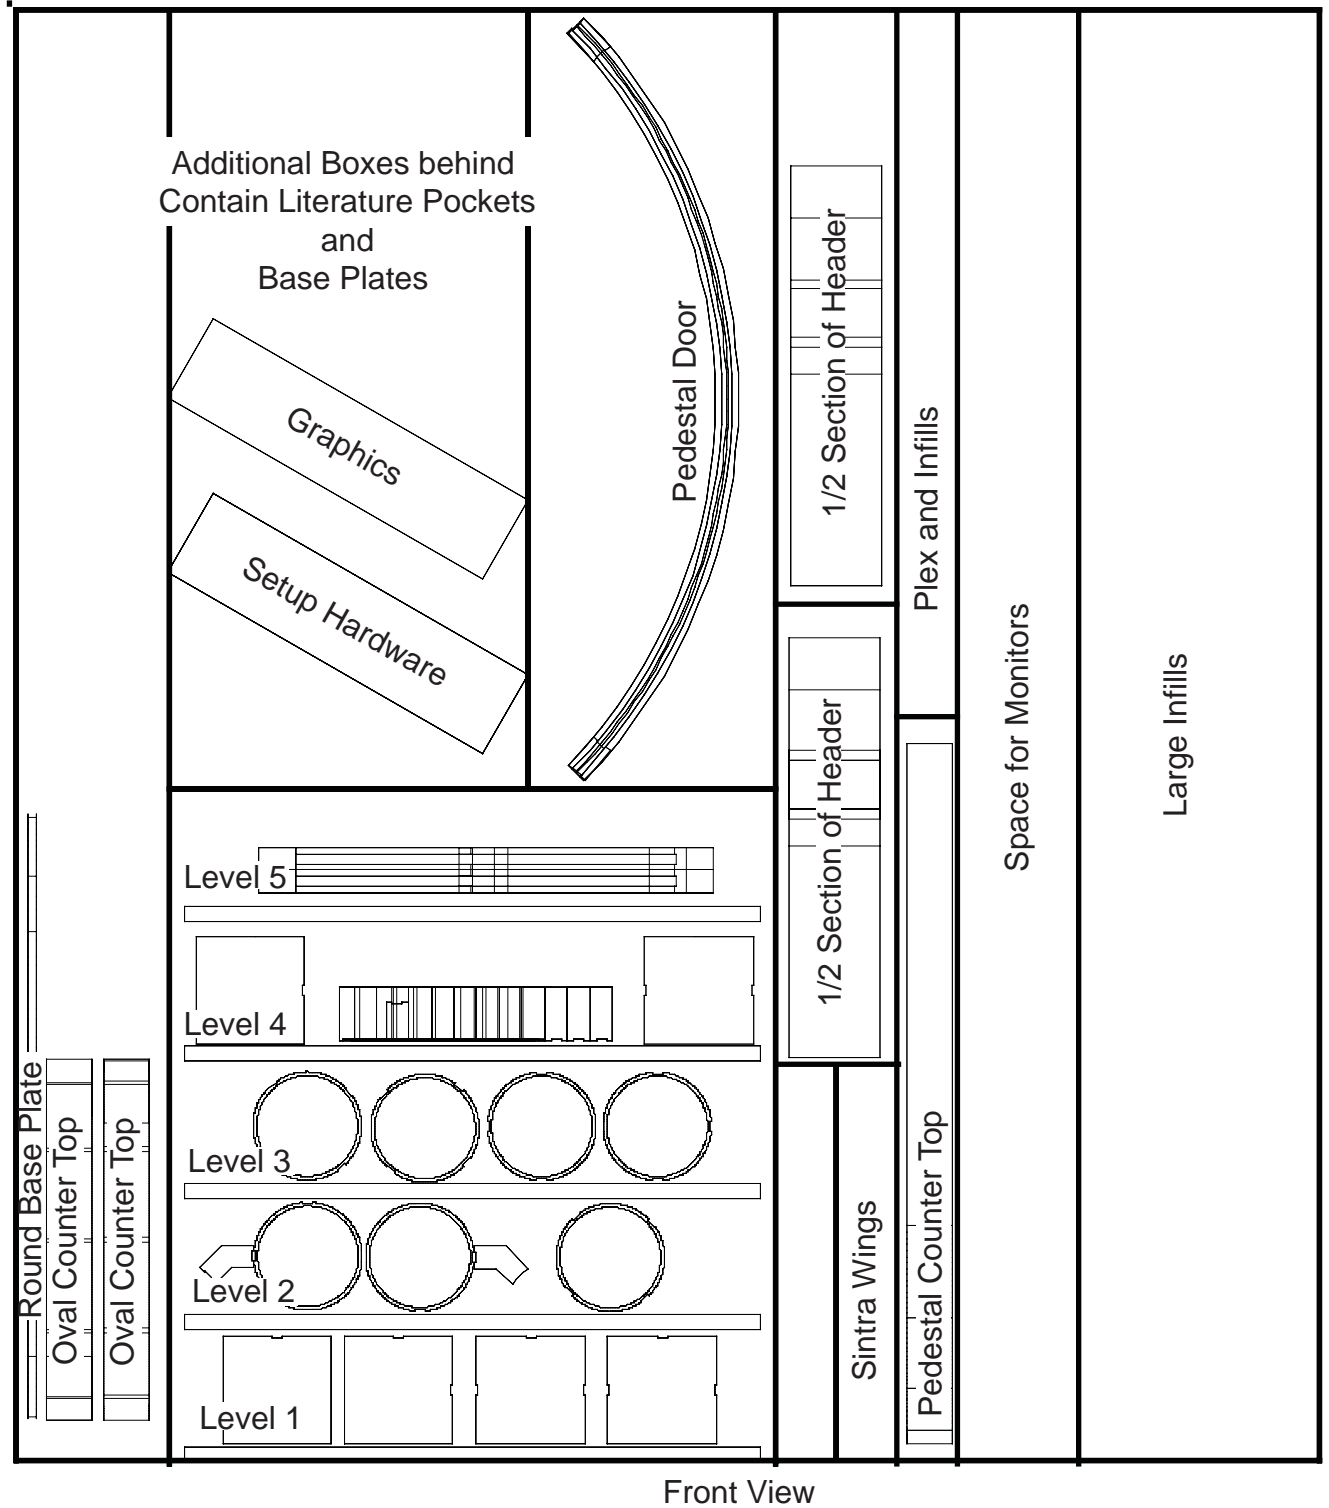 Additional Boxes behind
Contain Literature Pockets
and
Base Plates
Graphics
Setup Hardware
Pedestal Door
1/2 Section of Header
1/2 Section of Header
Plex and Infills
Space for Monitors
Large Infills
Level 5
Level 4
Level 3
Level 2
Level 1
Round Base Plate
Oval Counter Top
Oval Counter Top
Sintra Wings
Pedestal Counter Top
Front View